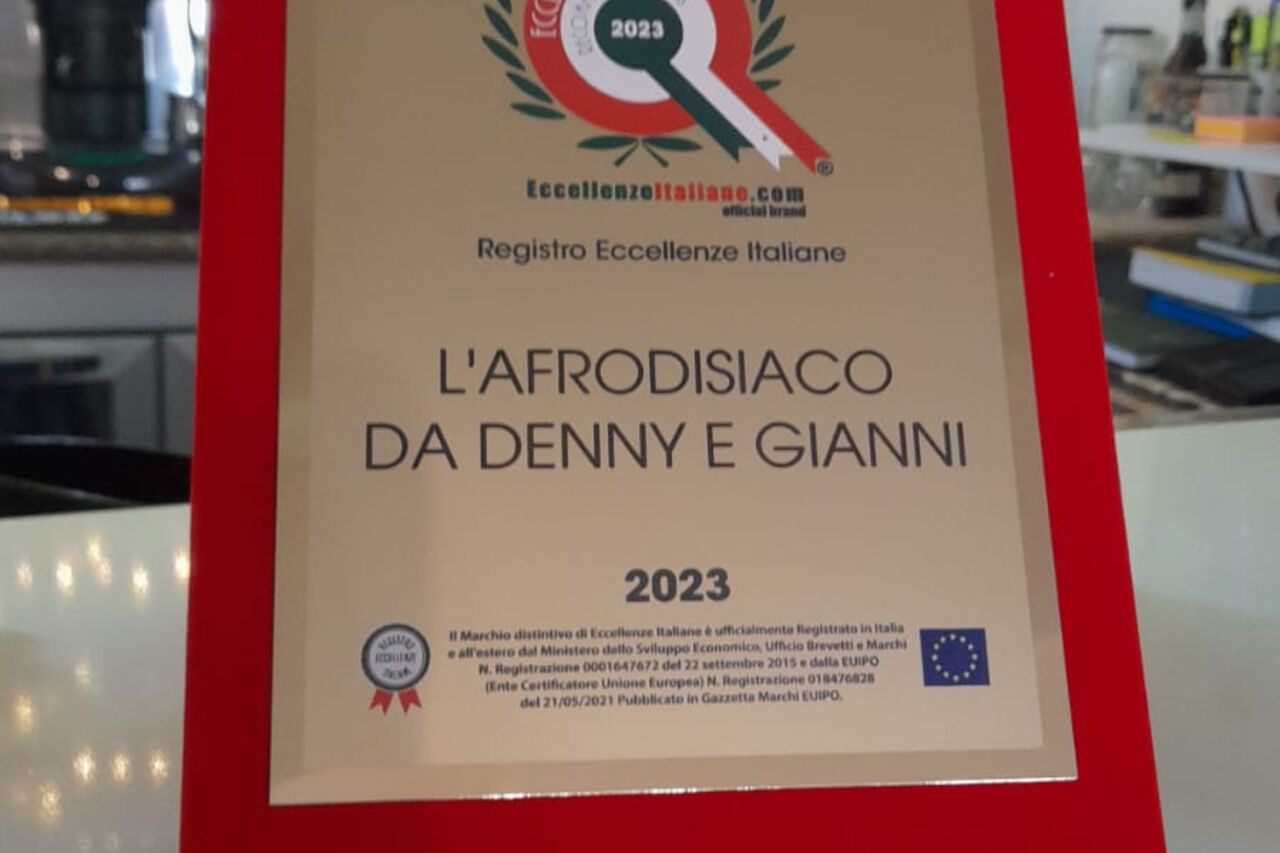 2023
EccellenzeItaliane.com
official brand
Registro Eccellenze Italiane
L'AFRODISIACO
DA DENNY E GIANNI
2023
Il Marchio distintivo di Eccellenze Italiane è ufficialmente Registrato in Italia
e all'estero dal Ministero dello Sviluppo Economico, Ufficio Brevetti e Marchi
N. Registrazione 0001647672 del 22 settembre 2015 e dalla EUIPO
(Ente Certificatore Unione Europea) N. Registrazione 018476828
del 21/05/2021 Pubblicato in Gazzetta Marchi EUIPO.